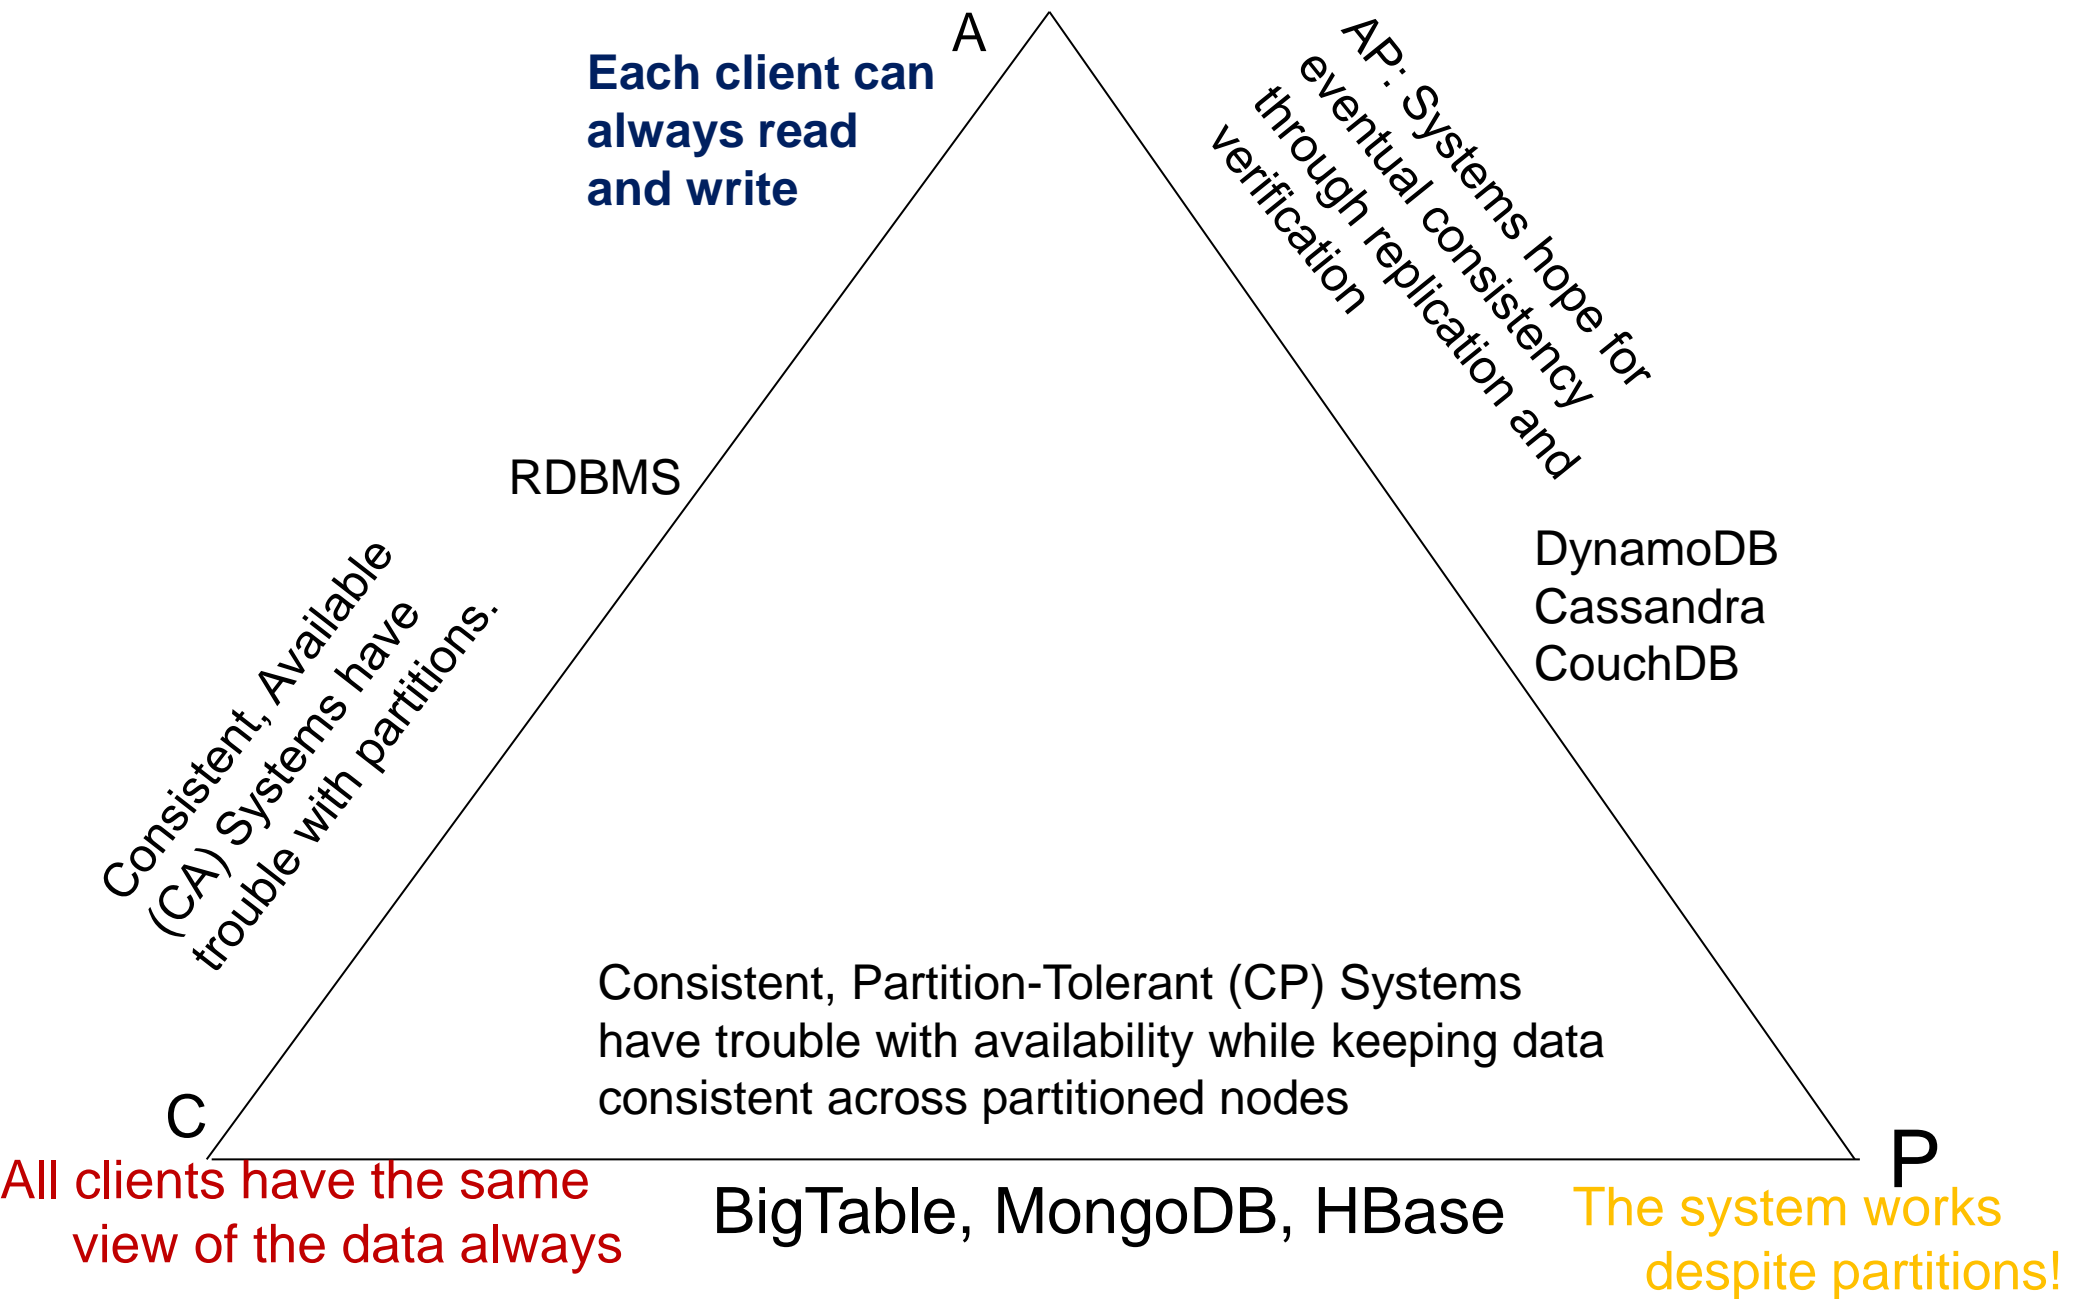 A
Each client can
always read
and write
AP: Systems hope for
eventual consistency
through replication and
verification
RDBMS
DynamoDB
Cassandra
CouchDB
Consistent, Available
(CA) Systems have
trouble with partitions.
Consistent, Partition-Tolerant (CP) Systems
have trouble with availability while keeping data
consistent across partitioned nodes
C
All clients have the same
view of the data always
BigTable, MongoDB, HBase
P
The system works
despite partitions!